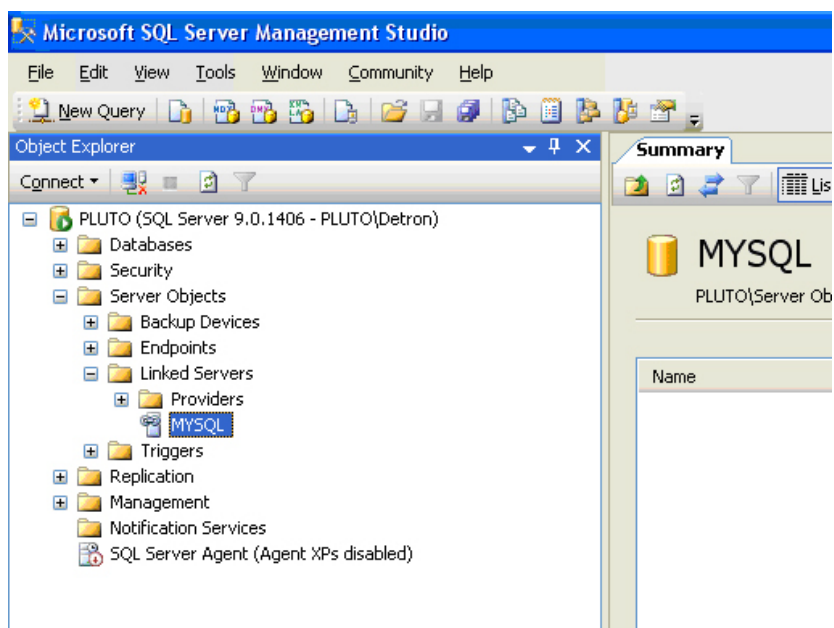 Microsoft SQL Server Management Studio
File Edit View Tools Window Community Help
New Query
Object Explorer
Connect
PLUTO (SQL Server 9.0.1406 - PLUTO\Detron)
Databases
Security
Server Objects
Backup Devices
Endpoints
Linked Servers
Providers
MYSQL
Triggers
Replication
Management
Notification Services
SQL Server Agent (Agent XPs disabled)
Summary
Lis
MYSQL
PLUTO\Server Ob
Name